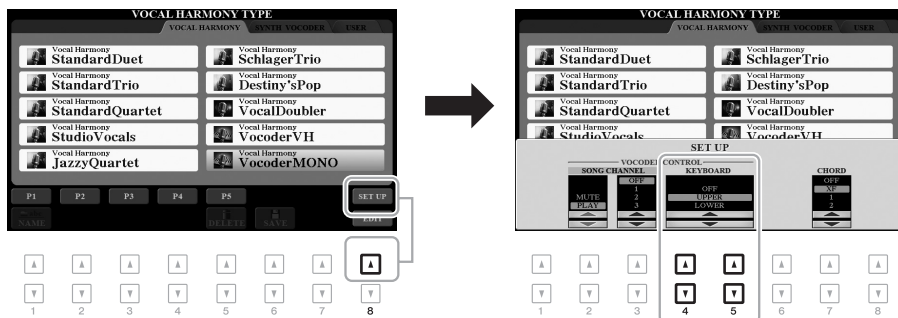 VOCAL HARMONY TYPE
VOCAL HARMONY SYNTH VOCODER USER
Vocal Harmony
StandardDuet
Vocal Harmony
SchlagerTrio
Vocal Harmony
StandardTrio
Vocal Harmony
Destiny'sPop
Vocal Harmony
StandardQuartet
Vocal Harmony
VocalDoubler
Vocal Harmony
StudioVocals
Vocal Harmony
VocoderVH
Vocal Harmony
JazzyQuartet
Vocal Harmony
VocoderMONO
P1 P2 P3 P4 P5 SET UP
NAME DELETE SAVE EDIT
1 2 3 4 5 6 7 8
VOCAL HARMONY TYPE
VOCAL HARMONY SYNTH VOCODER USER
Vocal Harmony
StandardDuet
Vocal Harmony
SchlagerTrio
Vocal Harmony
StandardTrio
Vocal Harmony
Destiny'sPop
Vocal Harmony
StandardQuartet
Vocal Harmony
VocalDoubler
Vocal Harmony
StudioVocals
Vocal Harmony
VocoderVH
SET UP
VOCODER CONTROL
SONG CHANNEL KEYBOARD CHORD
MUTE
PLAY
OFF
1
2
3
OFF
UPPER
LOWER
OFF
XF
1
2
1 2 3 4 5 6 7 8